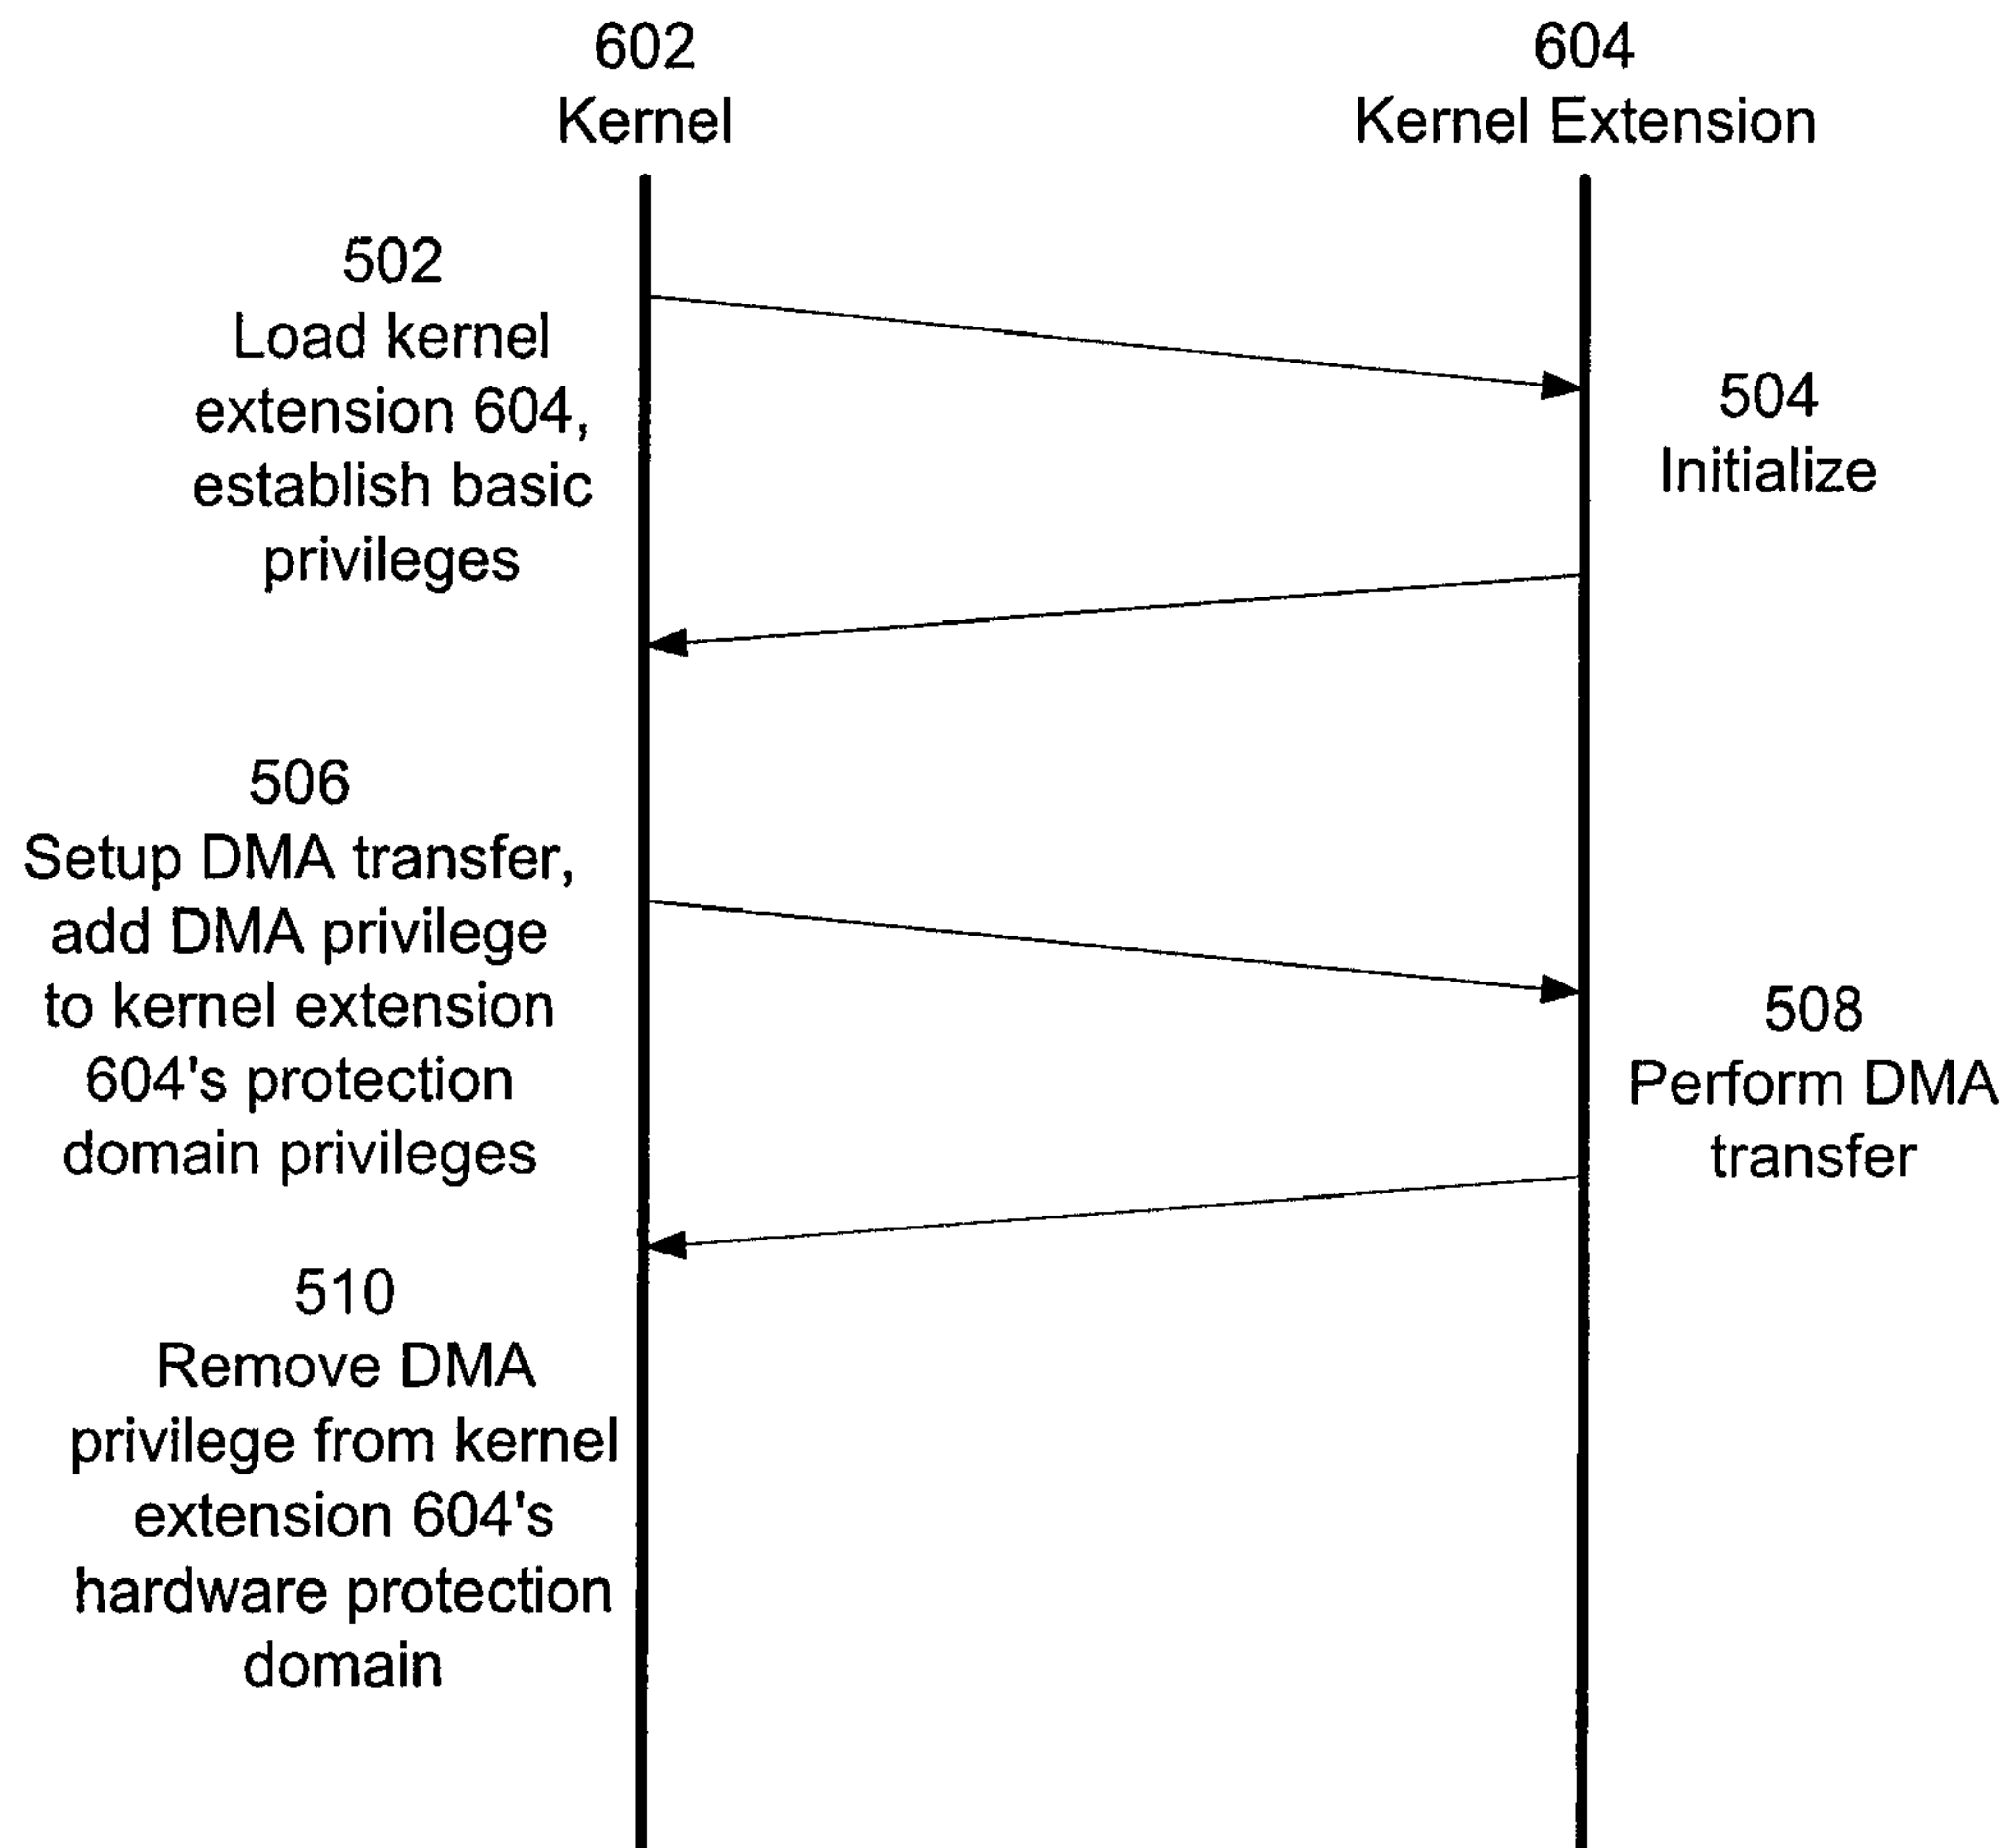 602
Kernel
604
Kernel Extension
502
Load kernel
extension 604,
establish basic
privileges
504
Initialize
506
Setup DMA transfer,
add DMA privilege
to kernel extension
604's protection
domain privileges
508
Perform DMA
transfer
510
Remove DMA
privilege from kernel
extension 604's
hardware protection
domain